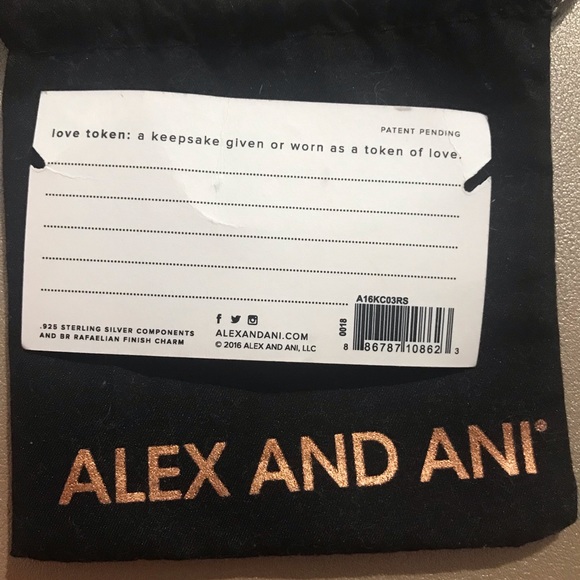 PATENT PENDING
love token: a keepsake given or worn as a token of love.
A16KC03RS
0018
8 86787 10862 3
.925 STERLING SILVER COMPONENTS
AND BR RAFAELIAN FINISH CHARM
ALEXANDANI.COM
© 2016 ALEX AND ANI, LLC
ALEX AND ANI®